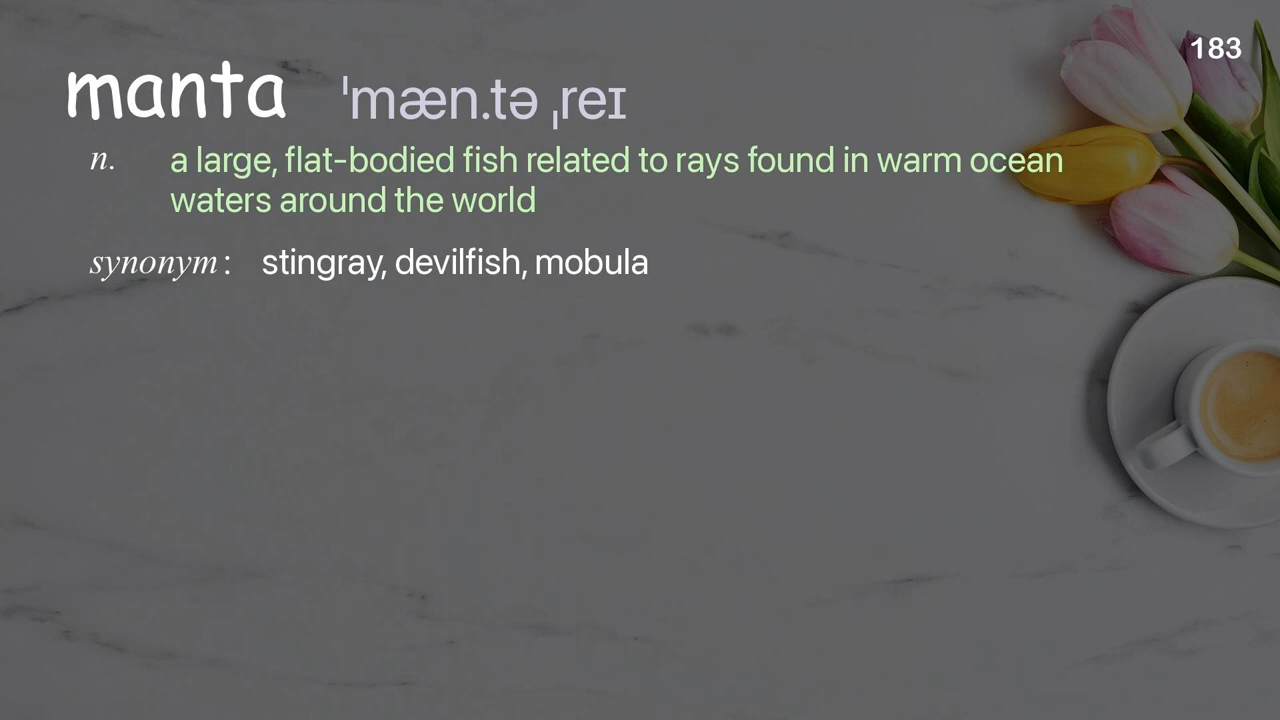 183
manta ˈmæn.tə ˌreɪ
n. a large, flat-bodied fish related to rays found in warm ocean
waters around the world
synonym : stingray, devilfish, mobula